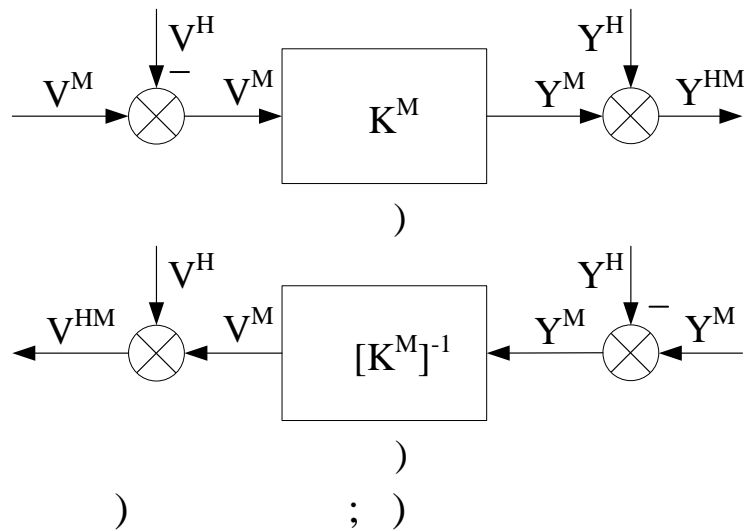 V^H Y^H
V^M – V^M K^M Y^M Y^HM
)
V^H Y^H
V^HM V^M [K^M]^-1 Y^M – Y^M
)
) ; )